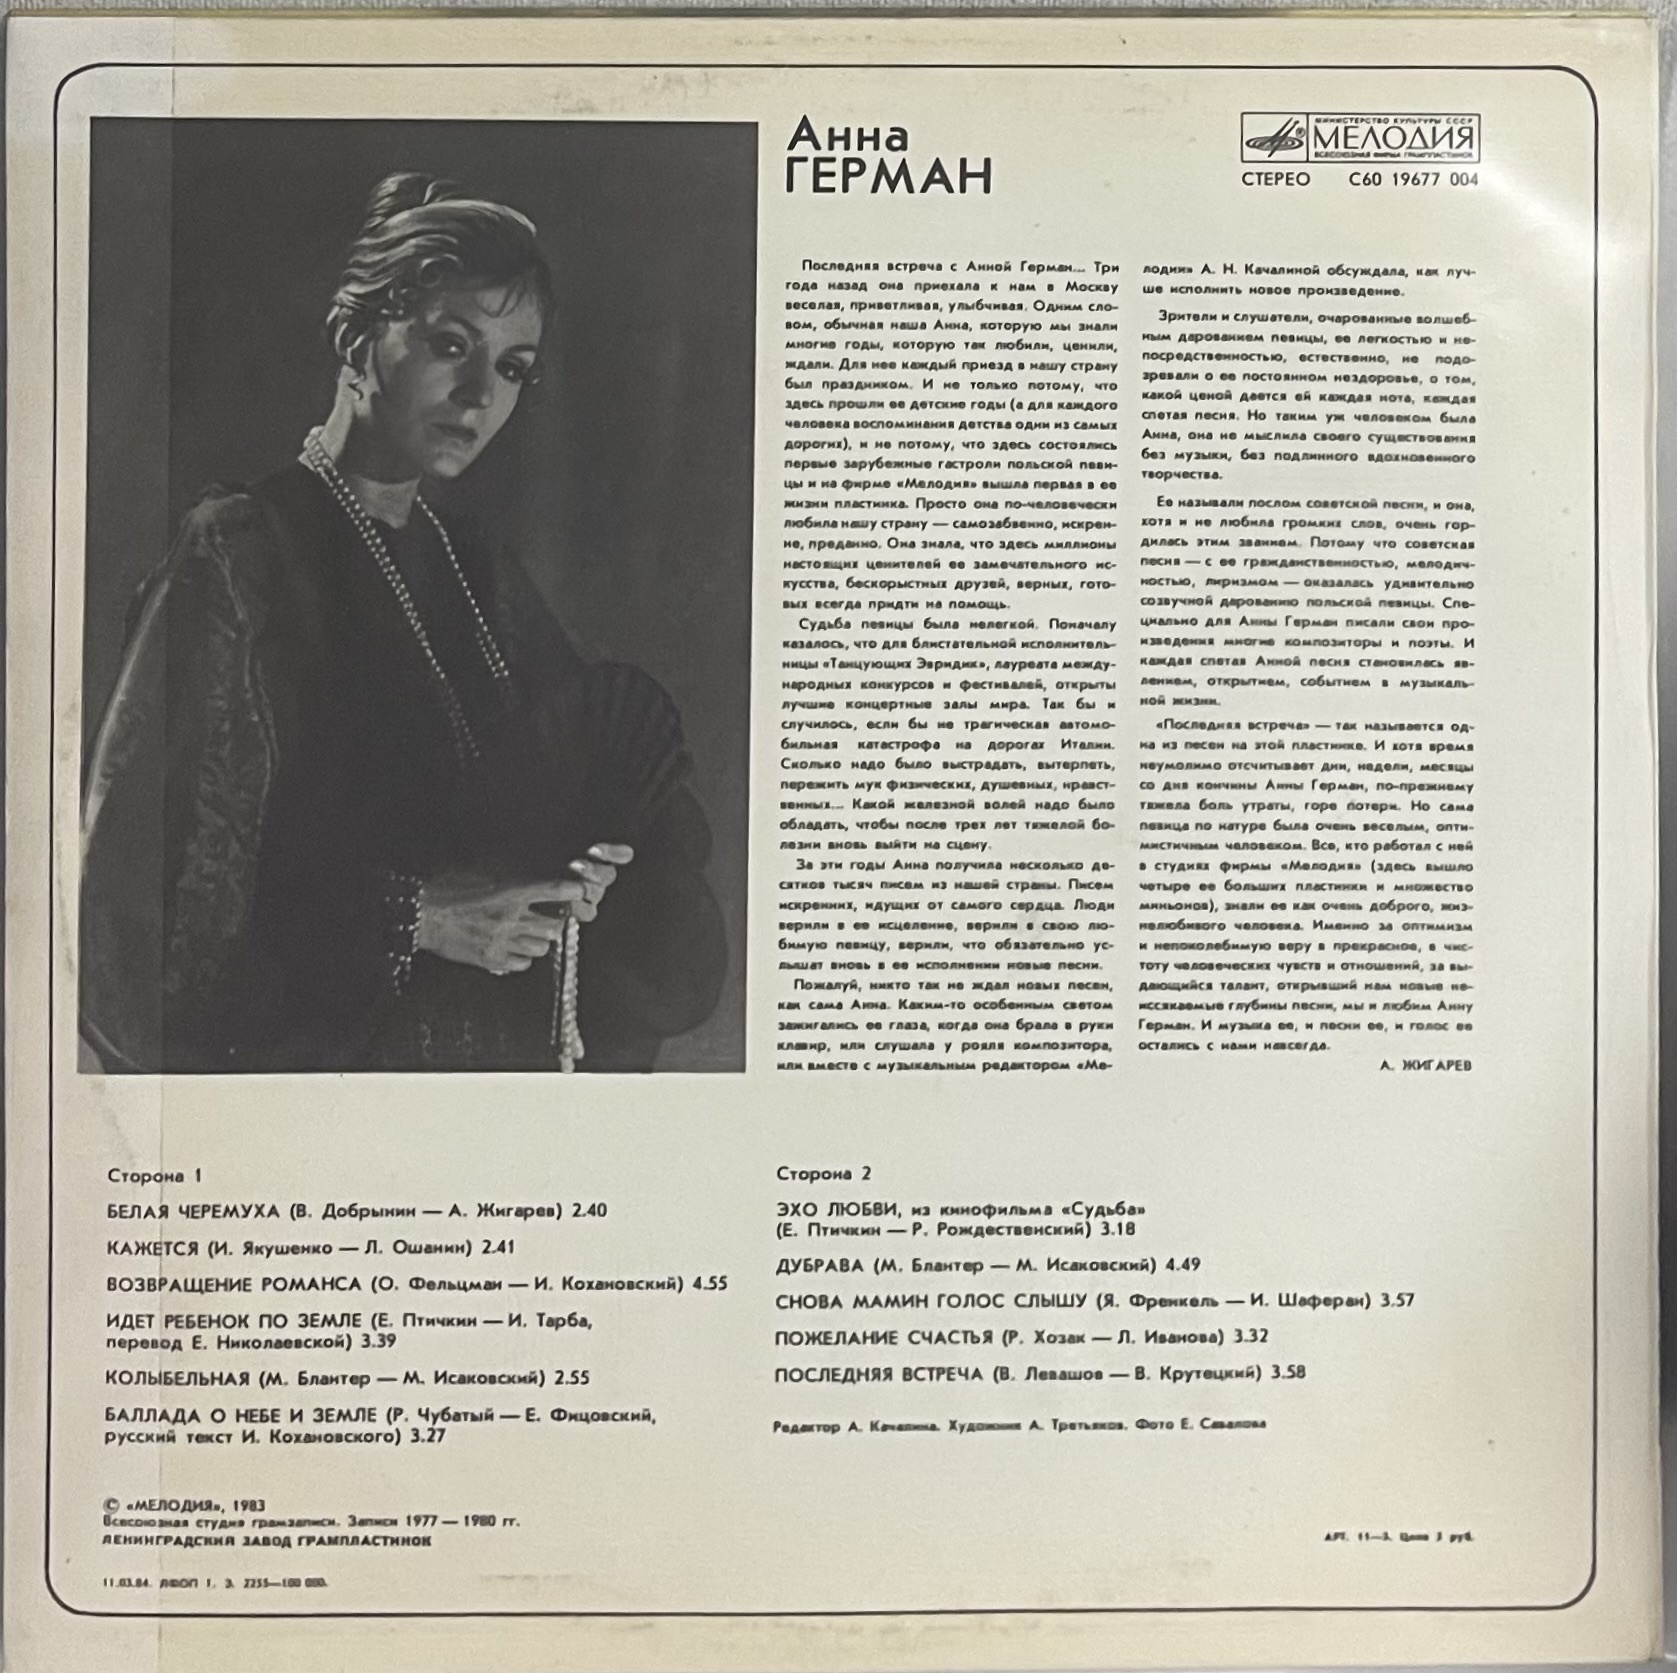 Анна
ГЕРМАН
МИНИСТЕРСТВО КУЛЬТУРЫ СССР
МЕЛОДИЯ
ВСЕСОЮЗНАЯ ФИРМА ГРАМПЛАСТИНОК
СТЕРЕО С60 19677 004
Последняя встреча с Анной Герман... Три
года назад она приехала к нам в Москву
веселая, приветливая, улыбчивая. Одним сло-
вом, обычная наша Анна, которую мы знали
многие годы, которую так любили, ценили,
ждали. Для нее каждый приезд в нашу страну
был праздником. И не только потому, что
здесь прошли ее детские годы (а для каждого
человека воспоминания детства одни из самых
дорогих), и не потому, что здесь состоялись
первые зарубежные гастроли польской певи-
цы и на фирме «Мелодия» вышла первая в ее
жизни пластинка. Просто она по-человечески
любила нашу страну — самозабвенно, искрен-
не, преданно. Она знала, что здесь миллионы
настоящих ценителей ее замечательного ис-
кусства, бескорыстных друзей, верных, гото-
вых всегда придти на помощь.
Судьба певицы была нелегкой. Поначалу
казалось, что для блистательной исполнитель-
ницы «Танцующих Эвридик», лауреата между-
народных конкурсов и фестивалей, открыты
лучшие концертные залы мира. Так бы и
случилось, если бы не трагическая автомо-
бильная катастрофа на дорогах Италии.
Сколько надо было выстрадать, вытерпеть,
пережить мук физических, душевных, нравст-
венных... Какой железной волей надо было
обладать, чтобы после трех лет тяжелой бо-
лезни вновь выйти на сцену.
За эти годы Анна получила несколько де-
сятков тысяч писем из нашей страны. Писем
искренних, идущих от самого сердца. Люди
верили в ее исцеление, верили в свою лю-
бимую певицу, верили, что обязательно ус-
лышат вновь в ее исполнении новые песни.
Пожалуй, никто так не ждал новых песен,
как сама Анна. Каким-то особенным светом
зажигались ее глаза, когда она брала в руки
клавир, или слушала у рояля композитора,
или вместе с музыкальным редактором «Ме-
лодии» А. Н. Качалиной обсуждала, как луч-
ше исполнить новое произведение.
Зрители и слушатели, очарованные волшеб-
ным дарованием певицы, ее легкостью и не-
посредственностью, естественно, не подо-
зревали о ее постоянном нездоровье, о том,
какой ценой дается ей каждая нота, каждая
спетая песня. Но таким уж человеком была
Анна, она не мыслила своего существования
без музыки, без подлинного вдохновенного
творчества.
Ее называли послом советской песни, и она,
хотя и не любила громких слов, очень гор-
дилась этим званием. Потому что советская
песня — с ее гражданственностью, мелодич-
ностью, лиризмом — оказалась удивительно
созвучной дарованию польской певицы. Спе-
циально для Анны Герман писали свои про-
изведения многие композиторы и поэты. И
каждая спетая Анной песня становилась яв-
лением, открытием, событием в музыкаль-
ной жизни.
«Последняя встреча» — так называется од-
на из песен на этой пластинке. И хотя время
неумолимо отсчитывает дни, недели, месяцы
со дня кончины Анны Герман, по-прежнему
тяжела боль утраты, горе потери. Но сама
певица по натуре была очень веселым, опти-
мистичным человеком. Все, кто работал с ней
в студиях фирмы «Мелодия» (здесь вышло
четыре ее больших пластинки и множество
миньонов), знали ее как очень доброго, жиз-
нелюбивого человека. Именно за оптимизм
и непоколебимую веру в прекрасное, в чис-
тоту человеческих чувств и отношений, за вы-
дающийся талант, открывший нам новые не-
иссякаемые глубины песни, мы и любим Анну
Герман. И музыка ее, и песни ее, и голос ее
остались с нами навсегда.
А. ЖИГАРЕВ
Сторона 1
БЕЛАЯ ЧЕРЕМУХА (В. Добрынин — А. Жигарев) 2.40
КАЖЕТСЯ (И. Якушенко — Л. Ошанин) 2.41
ВОЗВРАЩЕНИЕ РОМАНСА (О. Фельцман — И. Кохановский) 4.55
ИДЕТ РЕБЕНОК ПО ЗЕМЛЕ (Е. Птичкин — И. Тарба,
перевод Е. Николаевской) 3.39
КОЛЫБЕЛЬНАЯ (М. Блантер — М. Исаковский) 2.55
БАЛЛАДА О НЕБЕ И ЗЕМЛЕ (Р. Чубатый — Е. Фицовский,
русский текст И. Кохановского) 3.27
Сторона 2
ЭХО ЛЮБВИ, из кинофильма «Судьба»
(Е. Птичкин — Р. Рождественский) 3.18
ДУБРАВА (М. Блантер — М. Исаковский) 4.49
СНОВА МАМИН ГОЛОС СЛЫШУ (Я. Френкель — И. Шаферан) 3.57
ПОЖЕЛАНИЕ СЧАСТЬЯ (Р. Хозак — Л. Иванова) 3.32
ПОСЛЕДНЯЯ ВСТРЕЧА (В. Левашов — В. Крутецкий) 3.58
Редактор А. Качалина. Художник А. Третьяков. Фото Е. Савалова
© «МЕЛОДИЯ», 1983
Всесоюзная студия грамзаписи. Записи 1977 — 1980 гг.
ЛЕНИНГРАДСКИЙ ЗАВОД ГРАМПЛАСТИНОК
АРТ. 11—3. Цена 3 руб.
11.03.84. ЛФОП 1. З. 2255—100 000.